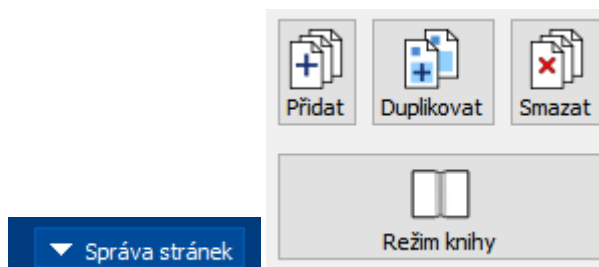 Přidat
Duplikovat
Smazat
Režim knihy
Správa stránek